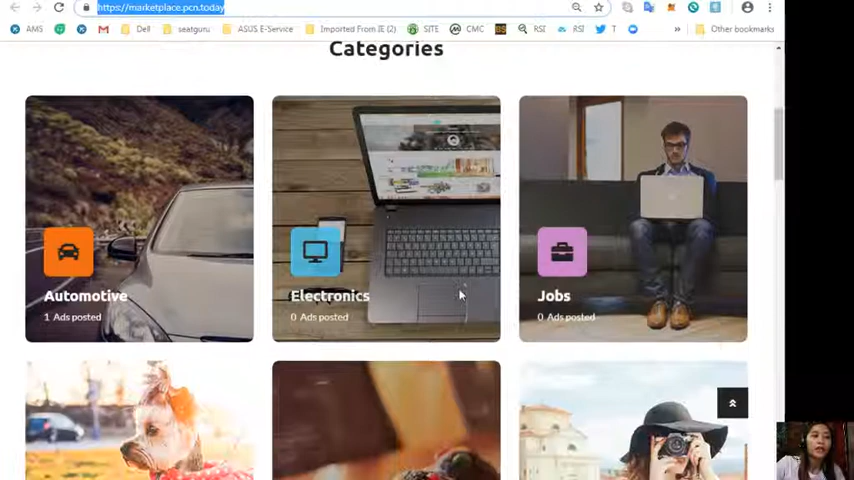 https://marketplace.pcn.today
AMS
Dell
seatguru
ASUS E-Service
Imported From IE (2)
SITE
CMC
RSI
RSI
T
»
Other bookmarks
Categories
Automotive
1 Ads posted
Electronics
0 Ads posted
Jobs
0 Ads posted